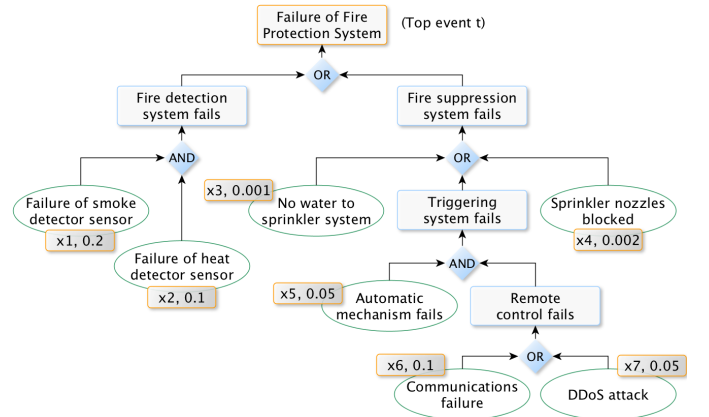 Failure of Fire
Protection System
(Top event t)
OR
Fire detection
system fails
Fire suppression
system fails
AND
OR
x3, 0.001
Failure of smoke
detector sensor
x1, 0.2
No water to
sprinkler system
Triggering
system fails
Sprinkler nozzles
blocked
x4, 0.002
Failure of heat
detector sensor
x2, 0.1
AND
x5, 0.05
Automatic
mechanism fails
Remote
control fails
OR
x6, 0.1
Communications
failure
x7, 0.05
DDoS attack